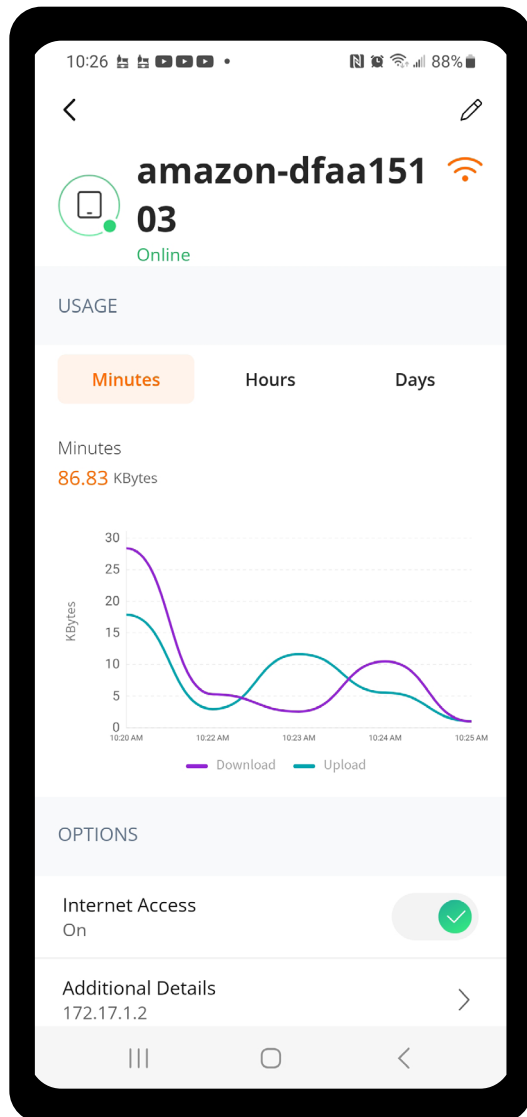 10:26 88%
amazon-dfaa151
03
Online
USAGE
Minutes Hours Days
Minutes
86.83 KBytes
30
25
20
15
10
5
0
KBytes
10:20 AM 10:22 AM 10:23 AM 10:24 AM 10:25 AM
Download Upload
OPTIONS
Internet Access
On
Additional Details
172.17.1.2